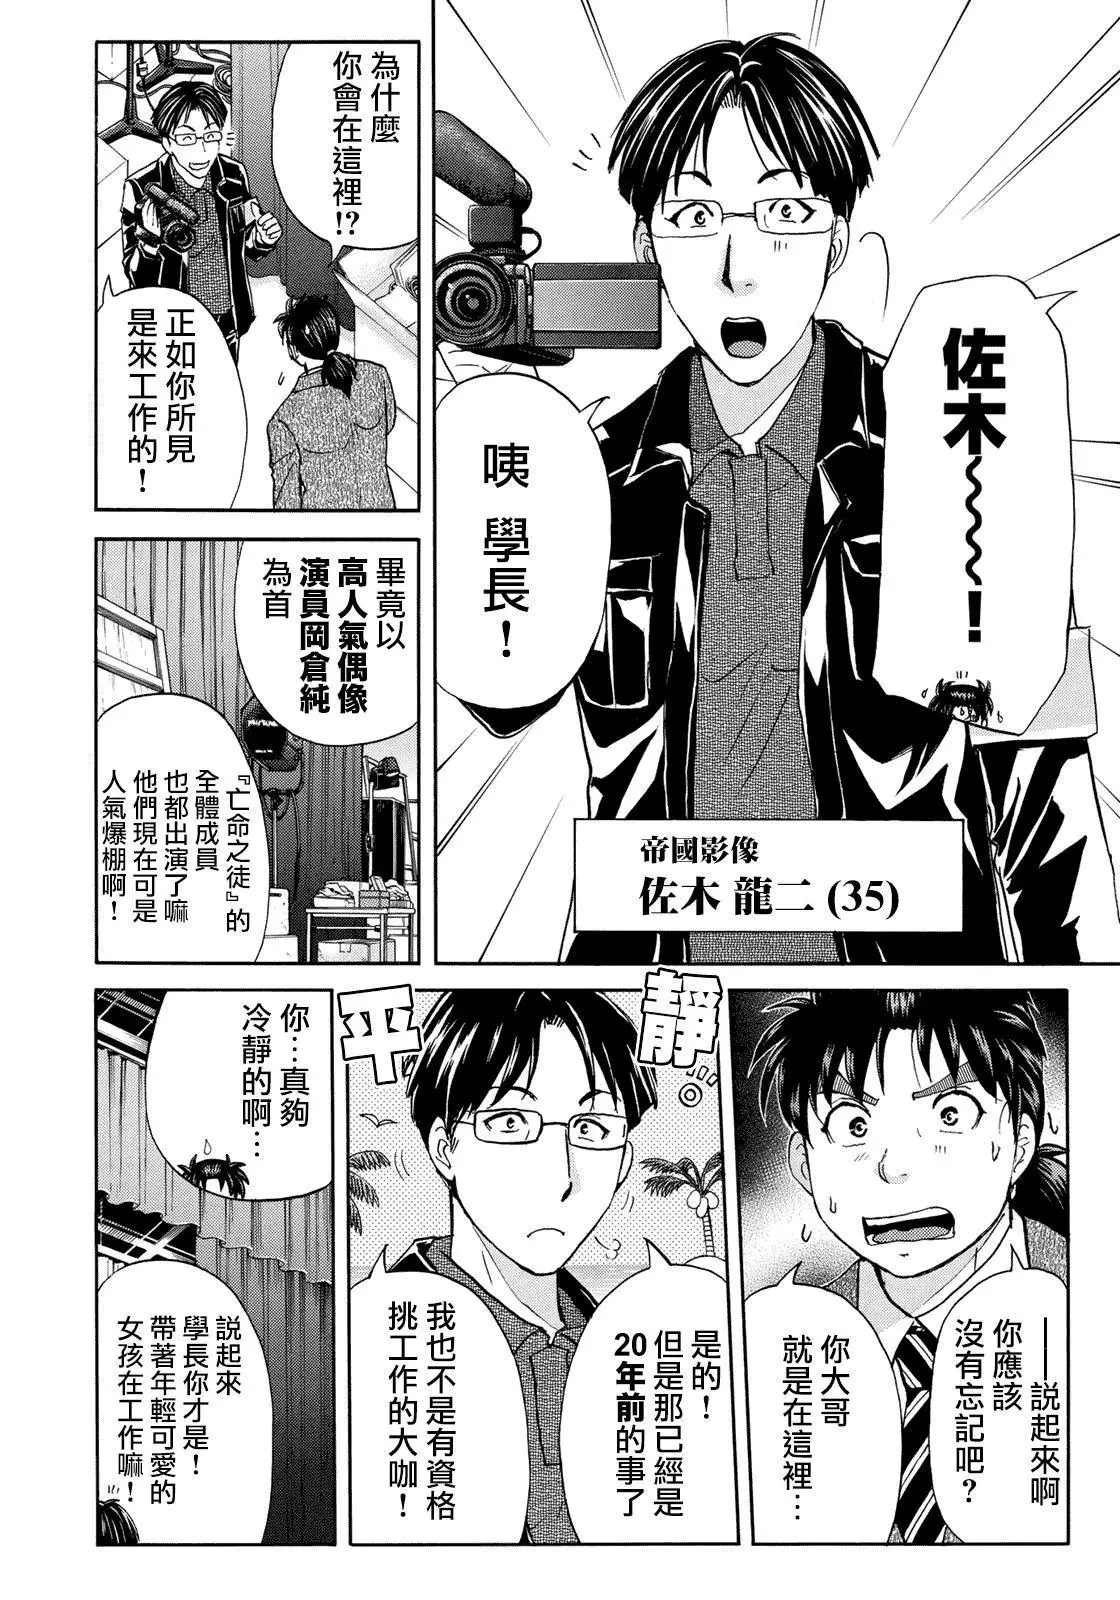 佐木～～～～！
咦 學長！
帝國影像
佐木 龍二 (35)
為什麼
你會在這裡!?
正如你所見
是來工作的！
畢竟以
高人氣偶像
演員岡倉純
為首
『亡命之徒』的
全體成員
也都出演了嘛
他們現在可是
人氣爆棚啊！
——說起來啊
你應該
沒有忘記吧？
你大哥
就是在這裡…
平靜
是的！
但是那已經是
20年前的事了
我也不是有資格
挑工作的大咖！
你…真夠
冷靜的啊…
說起來
學長你才是！
帶著年輕可愛的
女孩在工作嘛！